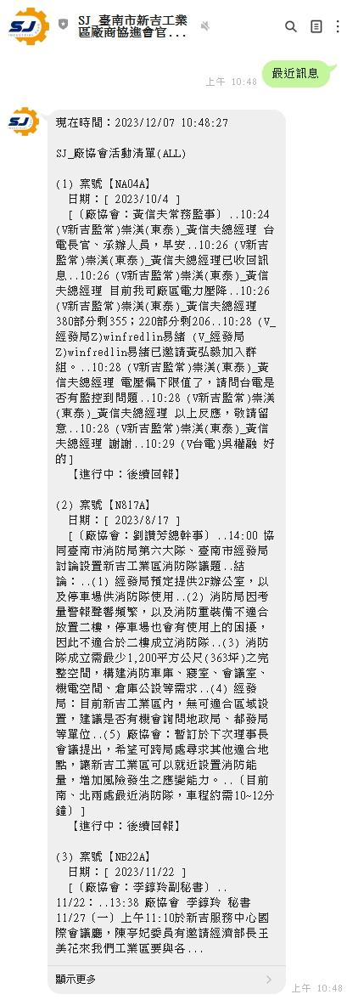 SJ_臺南市新吉工業
區廠商協進會官...
最近訊息
上午 10:48
現在時間：2023/12/07 10:48:27
SJ_廠協會活動清單(ALL)
(1) 案號【NA04A】
日期：[ 2023/10/4 ]
[〔廠協會：黃信夫常務監事〕..10:24
(V新吉監常)崇渼(東泰)_黃信夫總經理 台
電長官、承辦人員，早安..10:26 (V新吉
監常)崇渼(東泰)_黃信夫總經理已收回訊
息..10:26 (V新吉監常)崇渼(東泰)_黃信
夫總經理 目前我司廠區電力壓降..10:26
(V新吉監常)崇渼(東泰)_黃信夫總經理
380部分剩355；220部分剩206..10:28 (V_
經發局Z)winfredlin易緒 (V_經發局
Z)winfredlin易緒已邀請黃弘毅加入群
組。..10:28 (V新吉監常)崇渼(東泰)_黃
信夫總經理 電壓偏下限值了，請問台電是
否有監控到問題..10:28 (V新吉監常)崇渼
(東泰)_黃信夫總經理 以上反應，敬請留
意..10:28 (V新吉監常)崇渼(東泰)_黃信
夫總經理 謝謝..10:29 (V台電)吳權融 好
的]
【進行中：後續回報】
(2) 案號【N817A】
日期：[ 2023/8/17 ]
[〔廠協會：劉讚芳總幹事〕..14:00 協
同臺南市消防局第六大隊、臺南市經發局
討論設置新吉工業區消防隊議題..結
論：..(1) 經發局預定提供2F辦公室，以
及停車場供消防隊使用..(2) 消防局因考
量警報聲響頻繁，以及消防重裝備不適合
放置二樓，停車場也會有使用上的困擾，
因此不適合於二樓成立消防隊..(3) 消防
隊成立需最少1,200平方公尺(363坪)之完
整空間，構建消防車庫、寢室、會議室、
機電空間、倉庫公設等需求..(4) 經發
局：目前新吉工業區內，無可適合區域設
置，建議是否有機會詢問地政局、都發局
等單位..(5) 廠協會：暫訂於下次理事長
會議提出，希望可跨局處尋求其他適合地
點，讓新吉工業區可以就近設置消防能
量，增加風險發生之應變能力。..〔目前
南、北兩處最近消防隊，車程約需10~12分
鐘〕]
【進行中：後續回報】
(3) 案號【NB22A】
日期：[ 2023/11/22 ]
[〔廠協會：李錞羚副秘書〕..
11/22：..13:38 廠協會 李錞羚 秘書
11/27〔一〕上午11:10於新吉服務中心國
際會議廳，陳亭妃委員有邀請經濟部長王
美花來我們工業區要與各...
顯示更多
上午 10:48